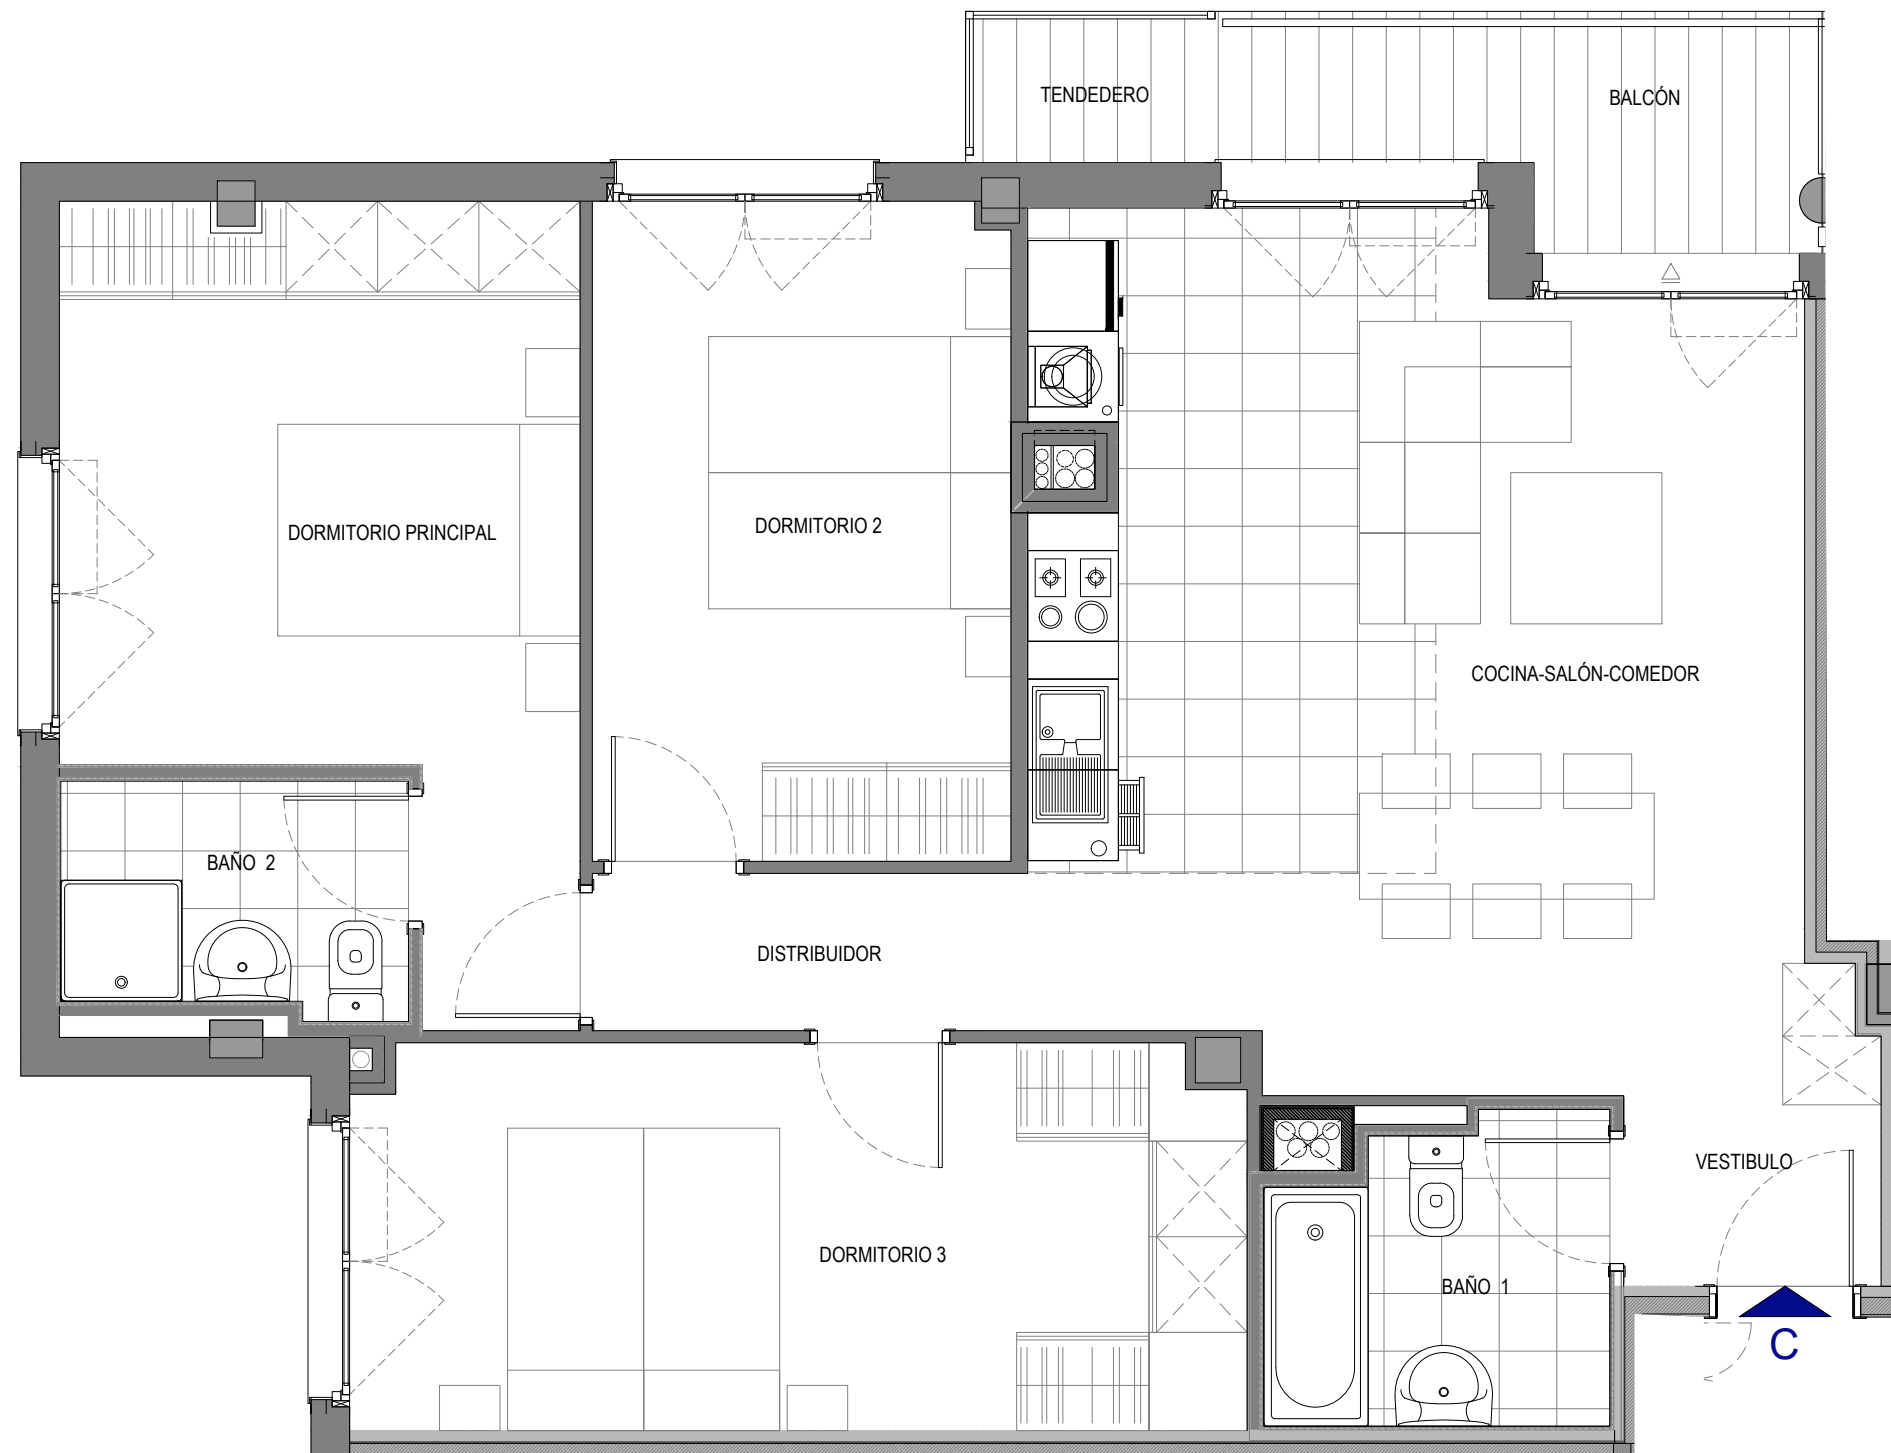 TENDEDERO
BALCÓN
DORMITORIO PRINCIPAL
DORMITORIO 2
COCINA-SALÓN-COMEDOR
BAÑO 2
DISTRIBUIDOR
VESTIBULO
DORMITORIO 3
BAÑO 1
C